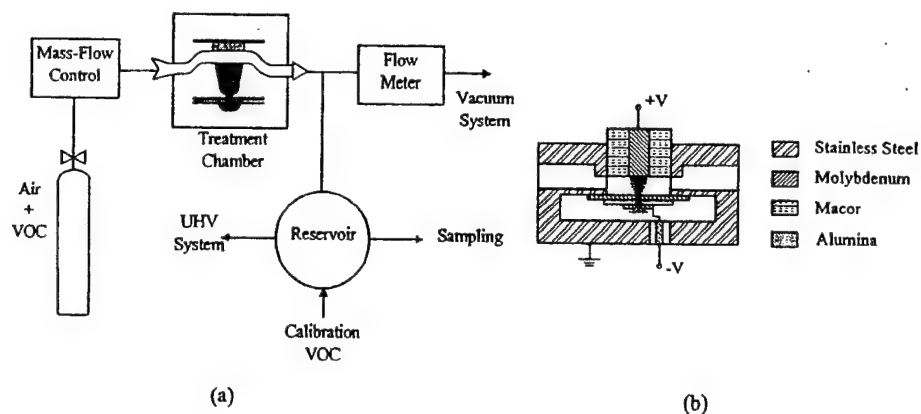 Mass-Flow
Control
Flow
Meter
Vacuum
System
Treatment
Chamber
Air
+
VOC
UHV
System
Reservoir
Sampling
Calibration
VOC
(a)
+V
Stainless Steel
Molybdenum
Macor
Alumina
-V
(b)